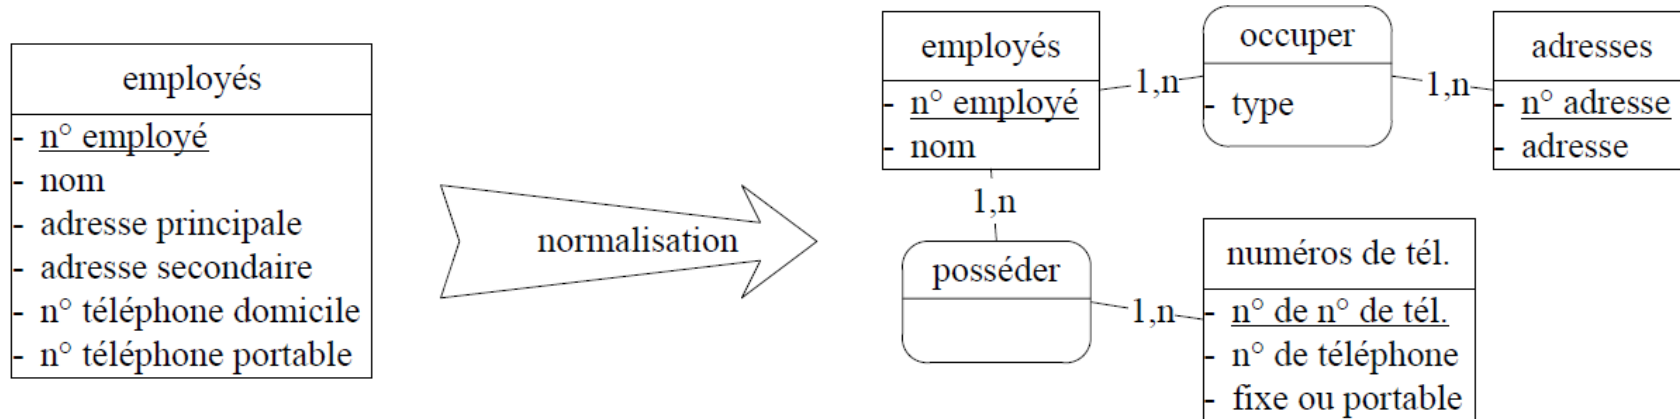 employés
- n° employé
- nom
- adresse principale
- adresse secondaire
- n° téléphone domicile
- n° téléphone portable
normalisation
employés
- n° employé
- nom
1,n
occuper
- type
1,n
adresses
- n° adresse
- adresse
1,n
posséder
1,n
numéros de tél.
- n° de n° de tél.
- n° de téléphone
- fixe ou portable